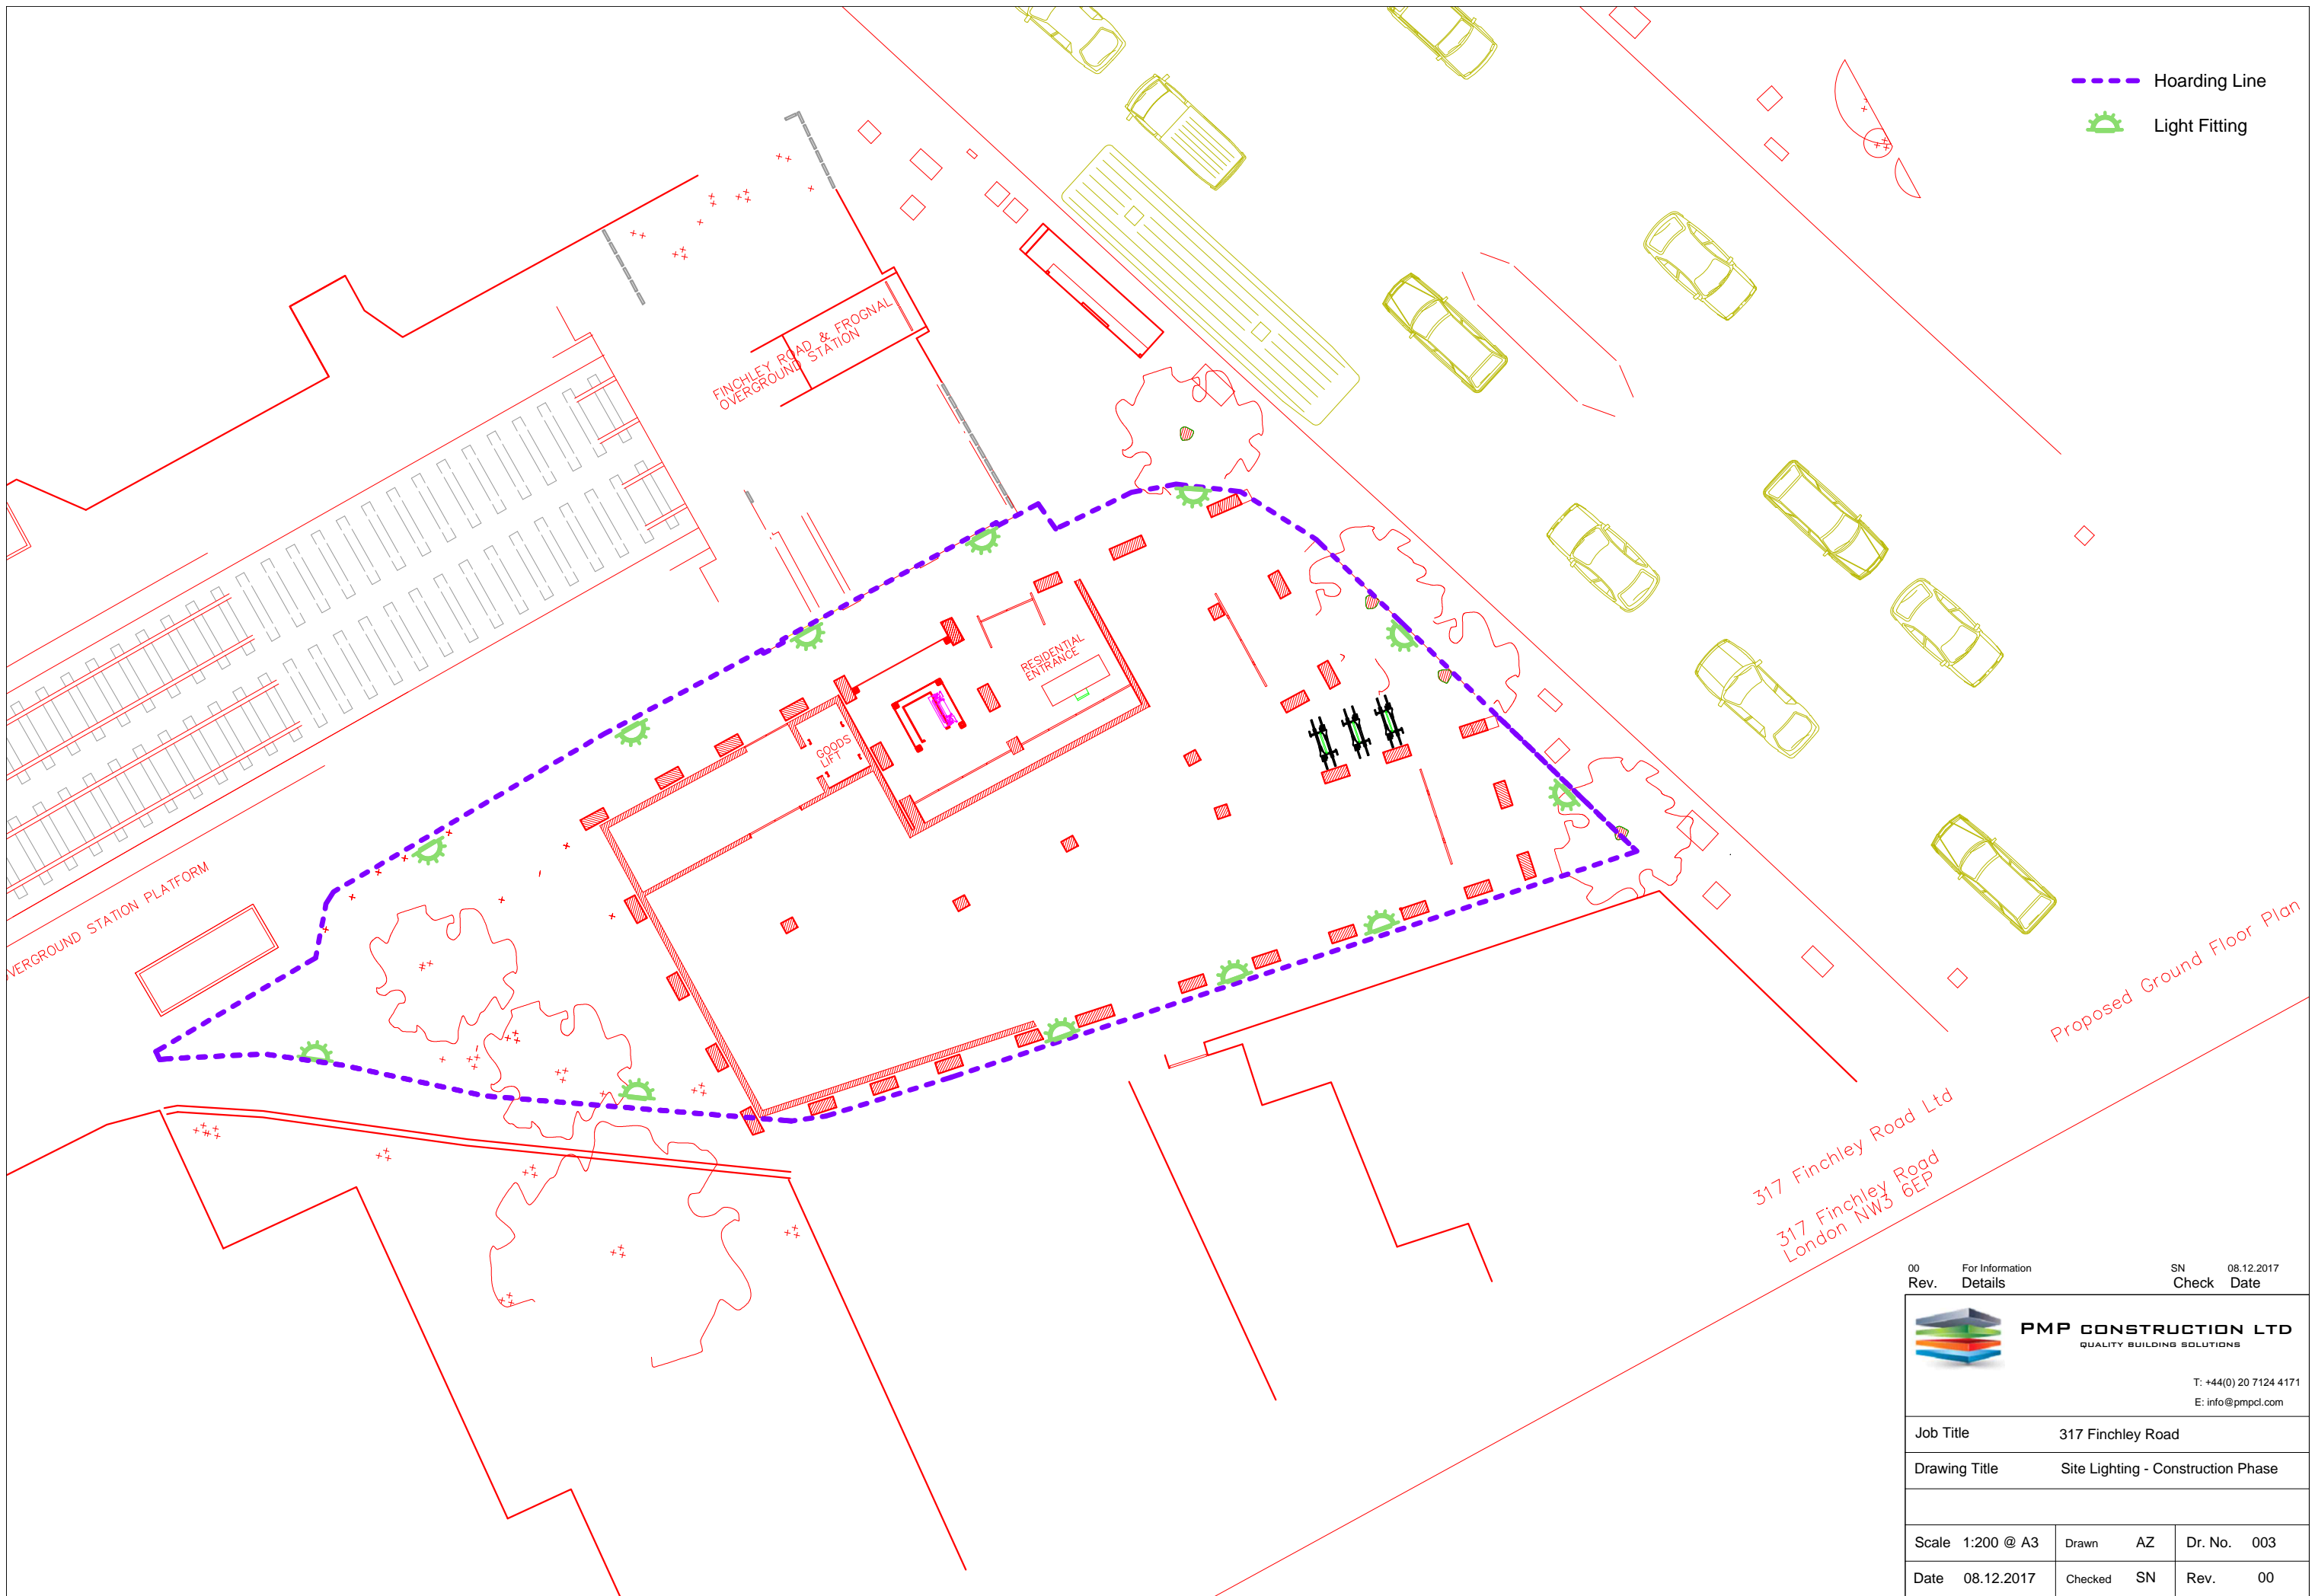 Hoarding Line
Light Fitting
FINCHLEY ROAD & FROGNAL
OVERGROUND STATION
RESIDENTIAL
ENTRANCE
GOODS
LIFT
VERGROUND STATION PLATFORM
Proposed Ground Floor Plan
317 Finchley Road Ltd
317 Finchley Road
London NW3 6EP
00 For Information SN 08.12.2017
Rev. Details Check Date
PMP CONSTRUCTION LTD
QUALITY BUILDING SOLUTIONS
T: +44(0) 20 7124 4171
E: info@pmpcl.com
Job Title 317 Finchley Road
Drawing Title Site Lighting - Construction Phase
Scale 1:200 @ A3 Drawn AZ Dr. No. 003
Date 08.12.2017 Checked SN Rev. 00